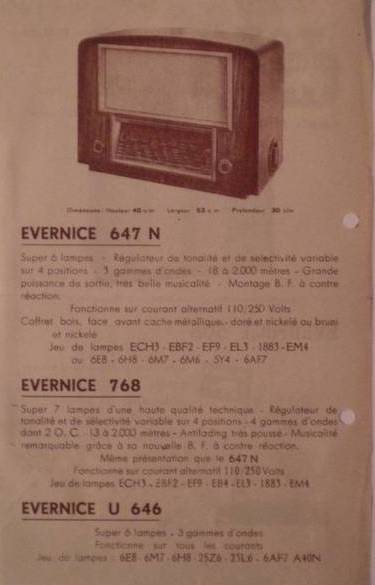 Dimensions : Hauteur 40 c/m Largeur 53 c/m Profondeur 30 c/m
EVERNICE 647 N
Super 6 lampes - Régulateur de tonalité et de sélectivité variable
sur 4 positions - 3 gammes d'ondes - 18 à 2.000 mètres - Grande
puissance de sortie, très belle musicalité - Montage B. F. à contre
réaction.
Fonctionne sur courant alternatif 110/250 Volts
Coffret bois, face avant cache métallique, doré et nickelé ou bruni
et nickelé
Jeu de lampes ECH3 - EBF2 - EF9 - EL3 - 1883 - EM4
ou 6E8 - 6H8 - 6M7 - 6M6 - 5Y4 - 6AF7
EVERNICE 768
Super 7 lampes d'une haute qualité technique - Régulateur de
tonalité et de sélectivité variable sur 4 positions - 4 gammes d'ondes
dont 2 O. C. - 13 à 2.000 mètres - Antifading très poussé - Musicalité
remarquable grâce à sa nouvelle B. F. à contre réaction.
Même présentation que le 647 N
Fonctionne sur courant alternatif 110/250 Volts
Jeu de lampes ECH3 - EBF2 - EF9 - EB4 - EL3 - 1883 - EM4
EVERNICE U 646
Super 6 lampes - 3 gammes d'ondes
Fonctionne sur tous les courants
Jeu de lampes : 6E8 - 6M7 - 6H8 - 25Z6 - 25L6 - 6AF7 A40N